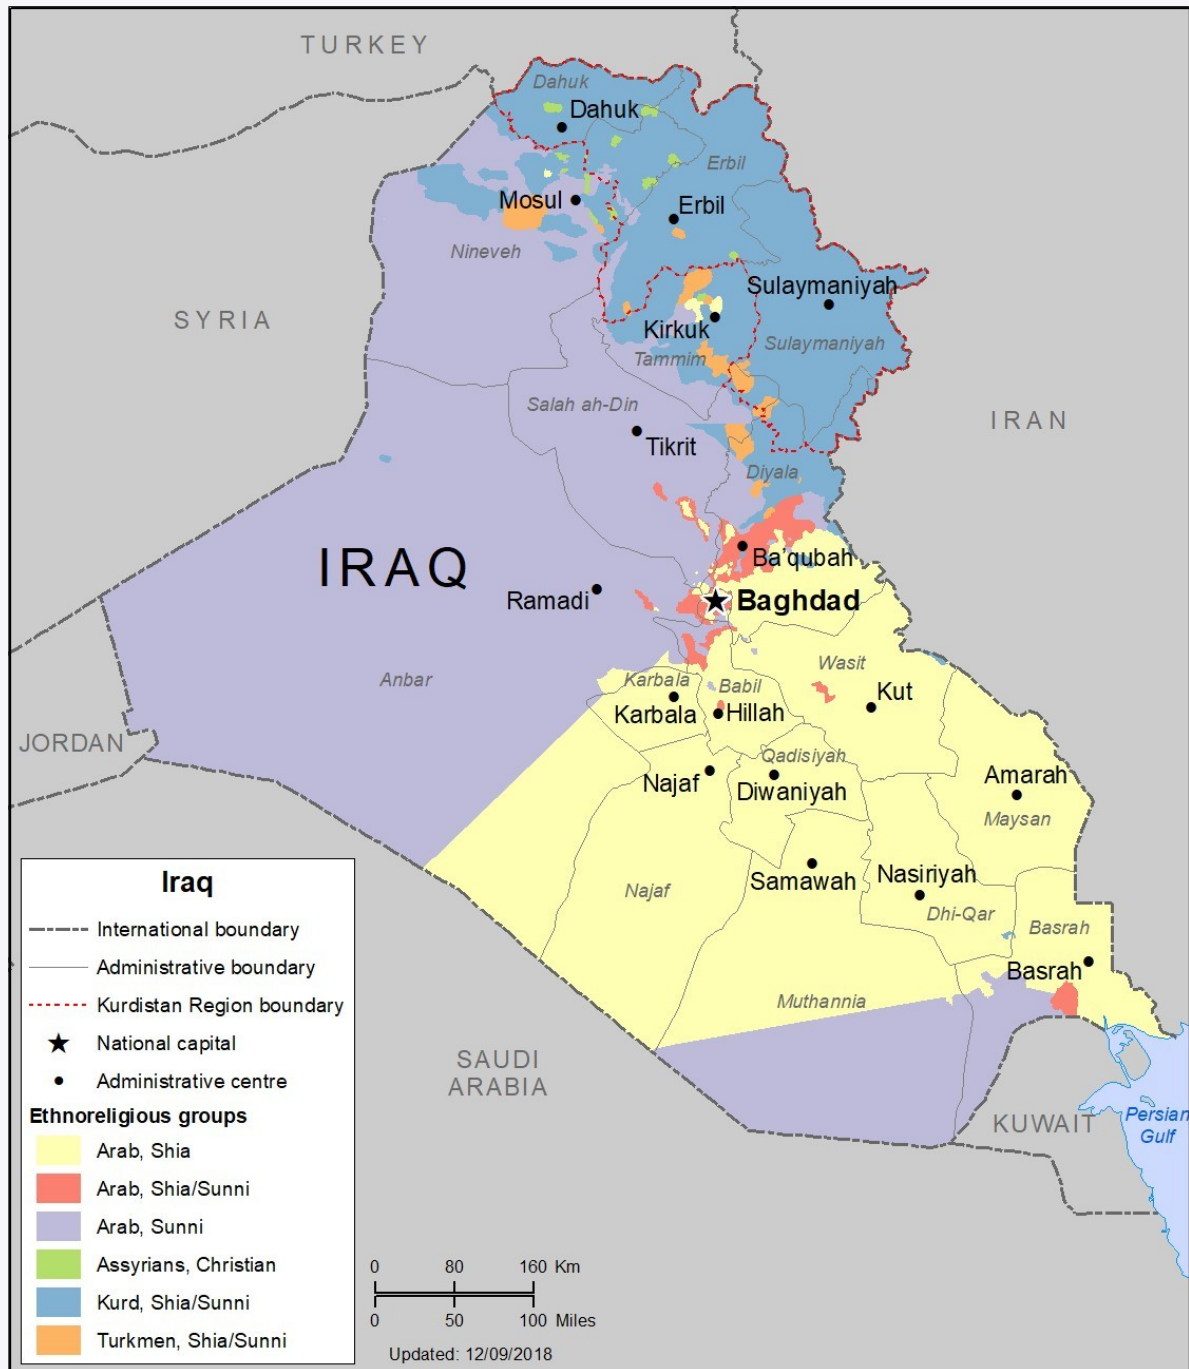 TURKEY
Dahuk
Dahuk
Erbil
Mosul
Erbil
Nineveh
Sulaymaniyah
SYRIA
Kirkuk
Sulaymaniyah
Tammim
Salah ah-Din
IRAN
Tikrit
Diyala
IRAQ
Ba'qubah
Ramadi
Baghdad
Wasit
Anbar
Karbala
Babil
Kut
Karbala
Hillah
JORDAN
Qadisiyah
Najaf
Diwaniyah
Amarah
Maysan
Samawah
Nasiriyah
Najaf
Dhi-Qar
Basrah
Basrah
Muthannia
SAUDI
ARABIA
KUWAIT
Persian
Gulf
Iraq
International boundary
Administrative boundary
Kurdistan Region boundary
National capital
Administrative centre
Ethnoreligious groups
Arab, Shia
Arab, Shia/Sunni
Arab, Sunni
Assyrians, Christian
Kurd, Shia/Sunni
Turkmen, Shia/Sunni
0 80 160 Km
0 50 100 Miles
Updated: 12/09/2018